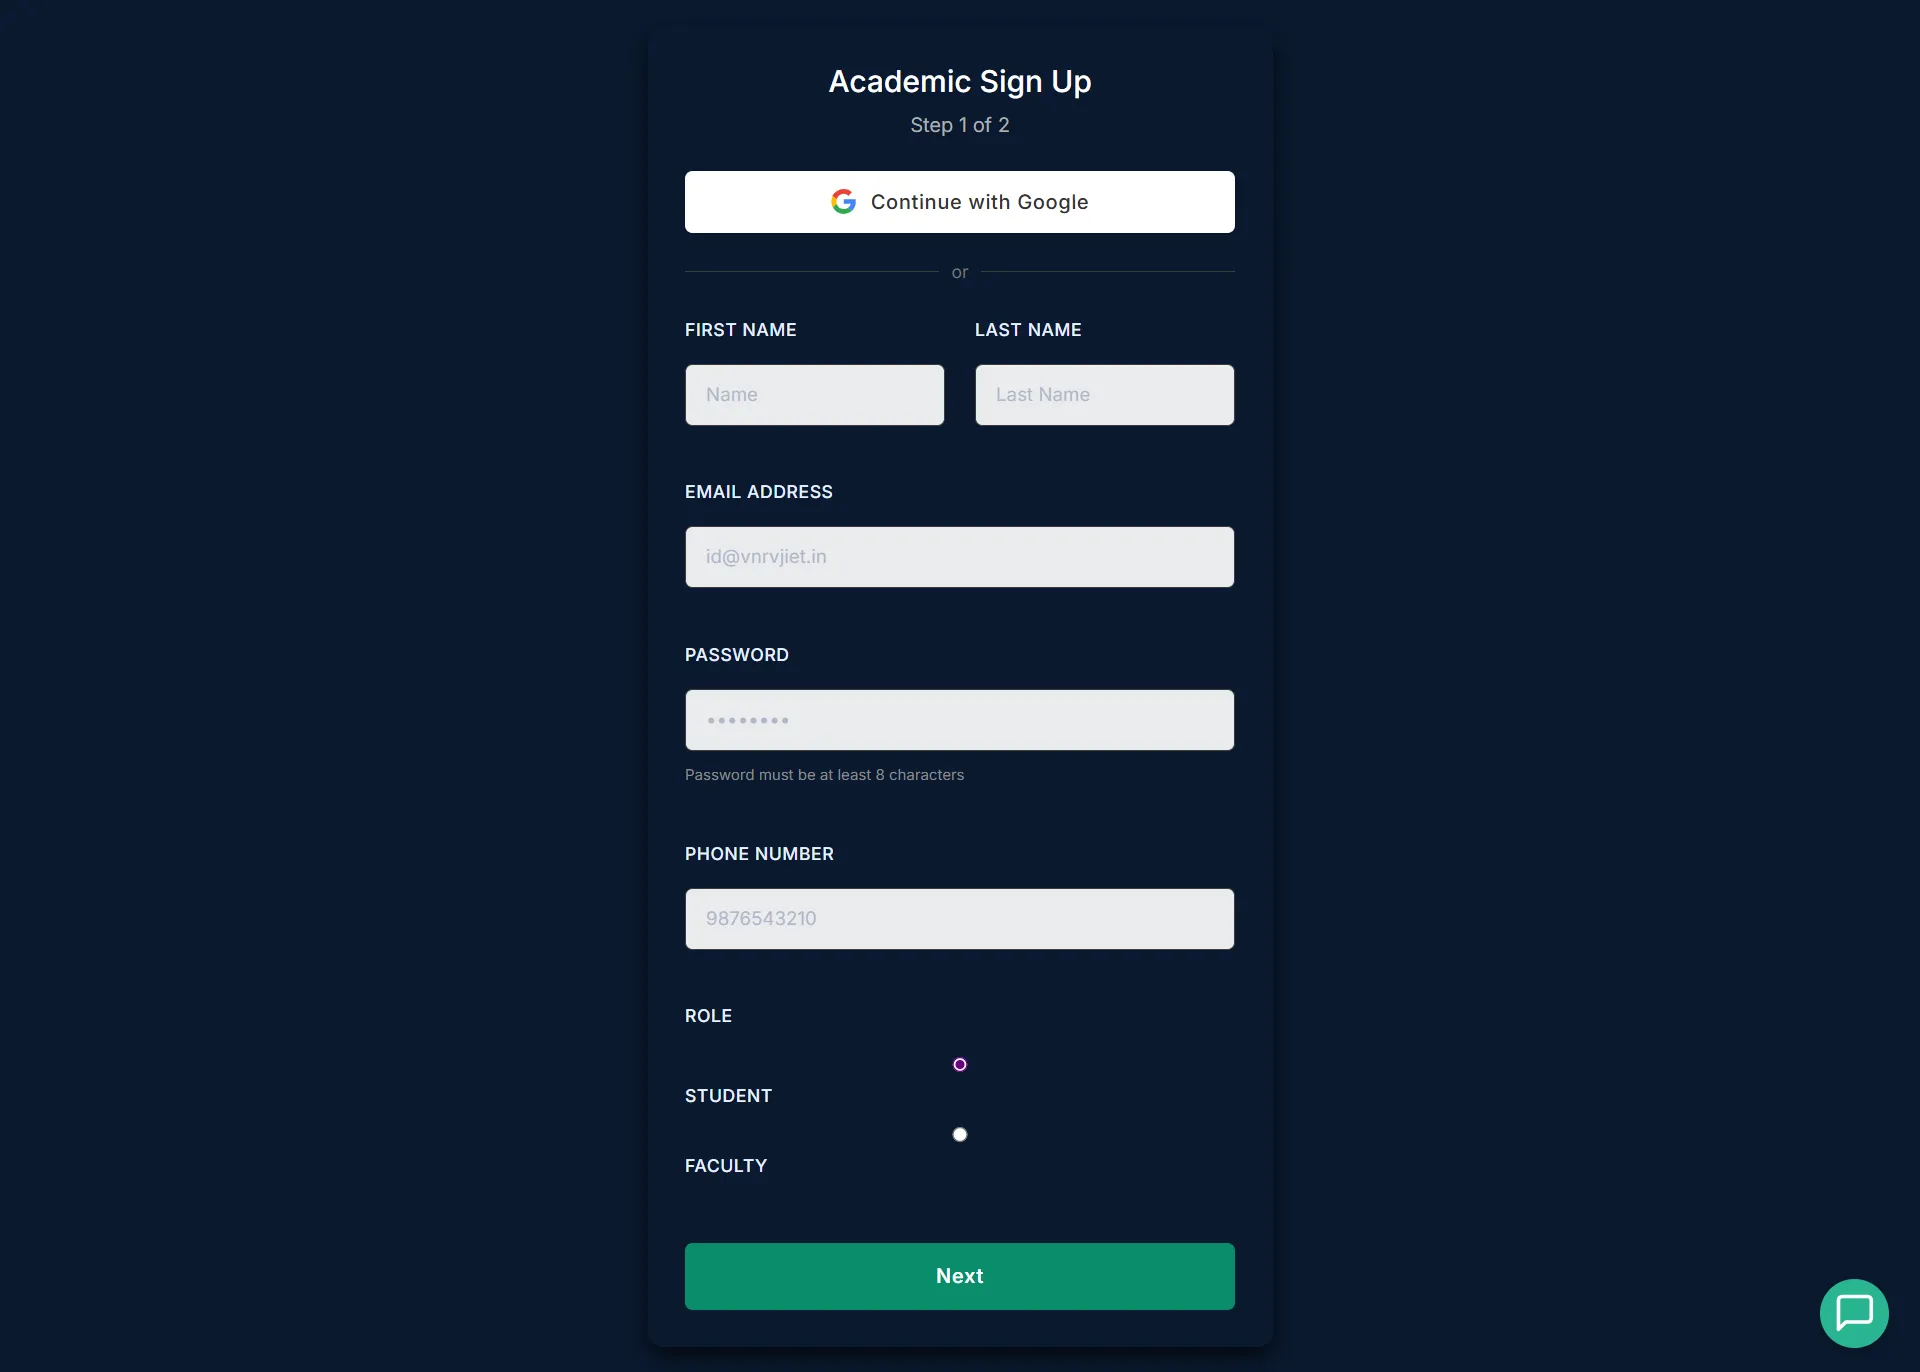 Academic Sign Up
Step 1 of 2
Continue with Google
or
FIRST NAME
LAST NAME
Name
Last Name
EMAIL ADDRESS
id@vnrvjiet.in
PASSWORD
••••••••
Password must be at least 8 characters
PHONE NUMBER
9876543210
ROLE
STUDENT
FACULTY
Next